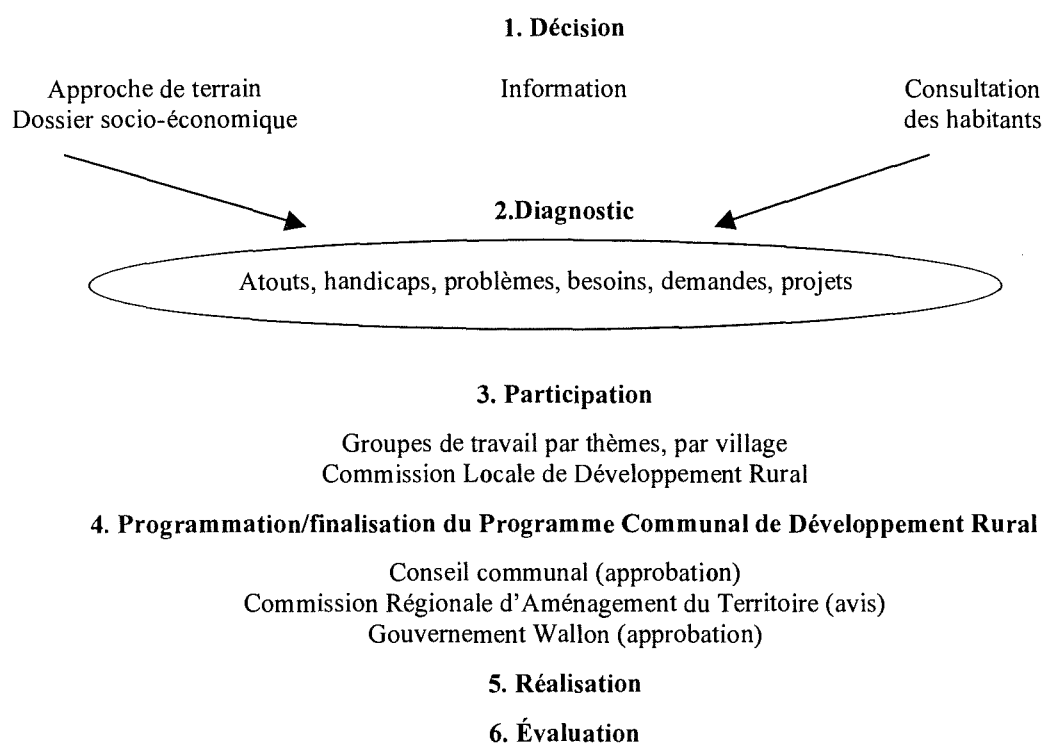 1. Décision
Approche de terrain
Dossier socio-économique
Information
Consultation
des habitants
2.Diagnostic
Atouts, handicaps, problèmes, besoins, demandes, projets
3. Participation
Groupes de travail par thèmes, par village
Commission Locale de Développement Rural
4. Programmation/finalisation du Programme Communal de Développement Rural
Conseil communal (approbation)
Commission Régionale d'Aménagement du Territoire (avis)
Gouvernement Wallon (approbation)
5. Réalisation
6. Évaluation